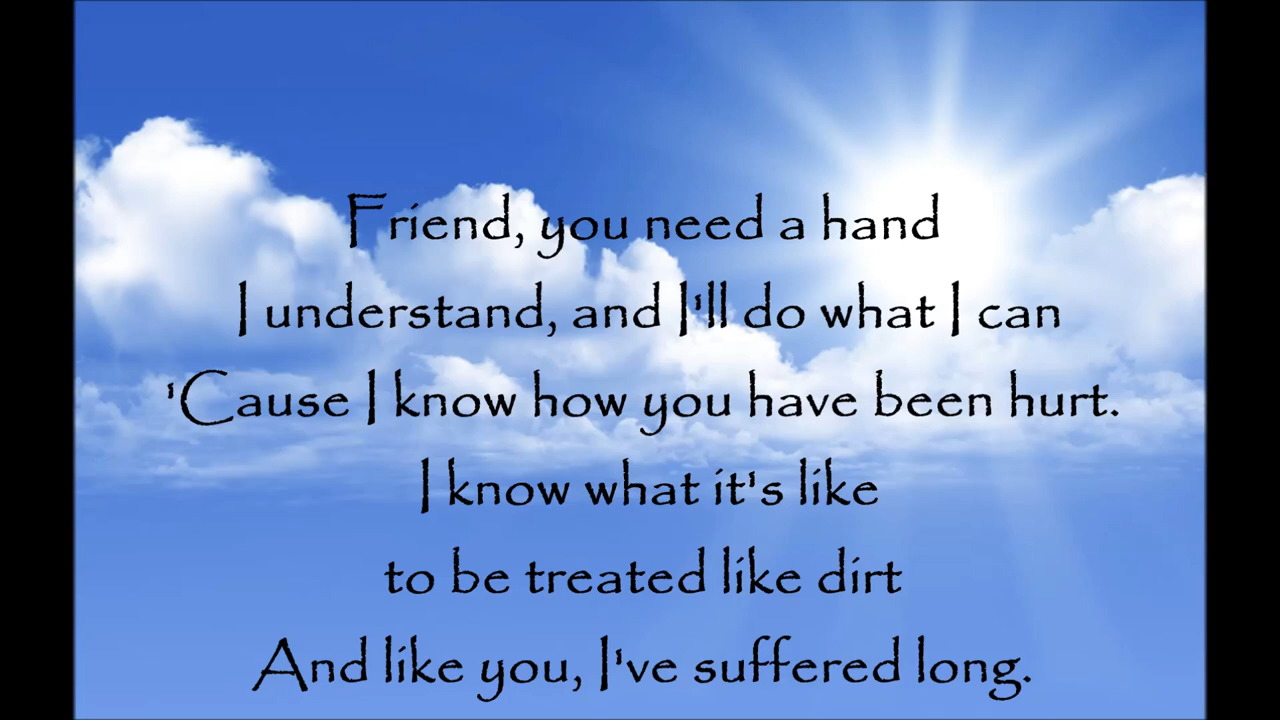 Friend, you need a hand
I understand, and I'll do what I can
'Cause I know how you have been hurt.
I know what it's like
to be treated like dirt
And like you, I've suffered long.